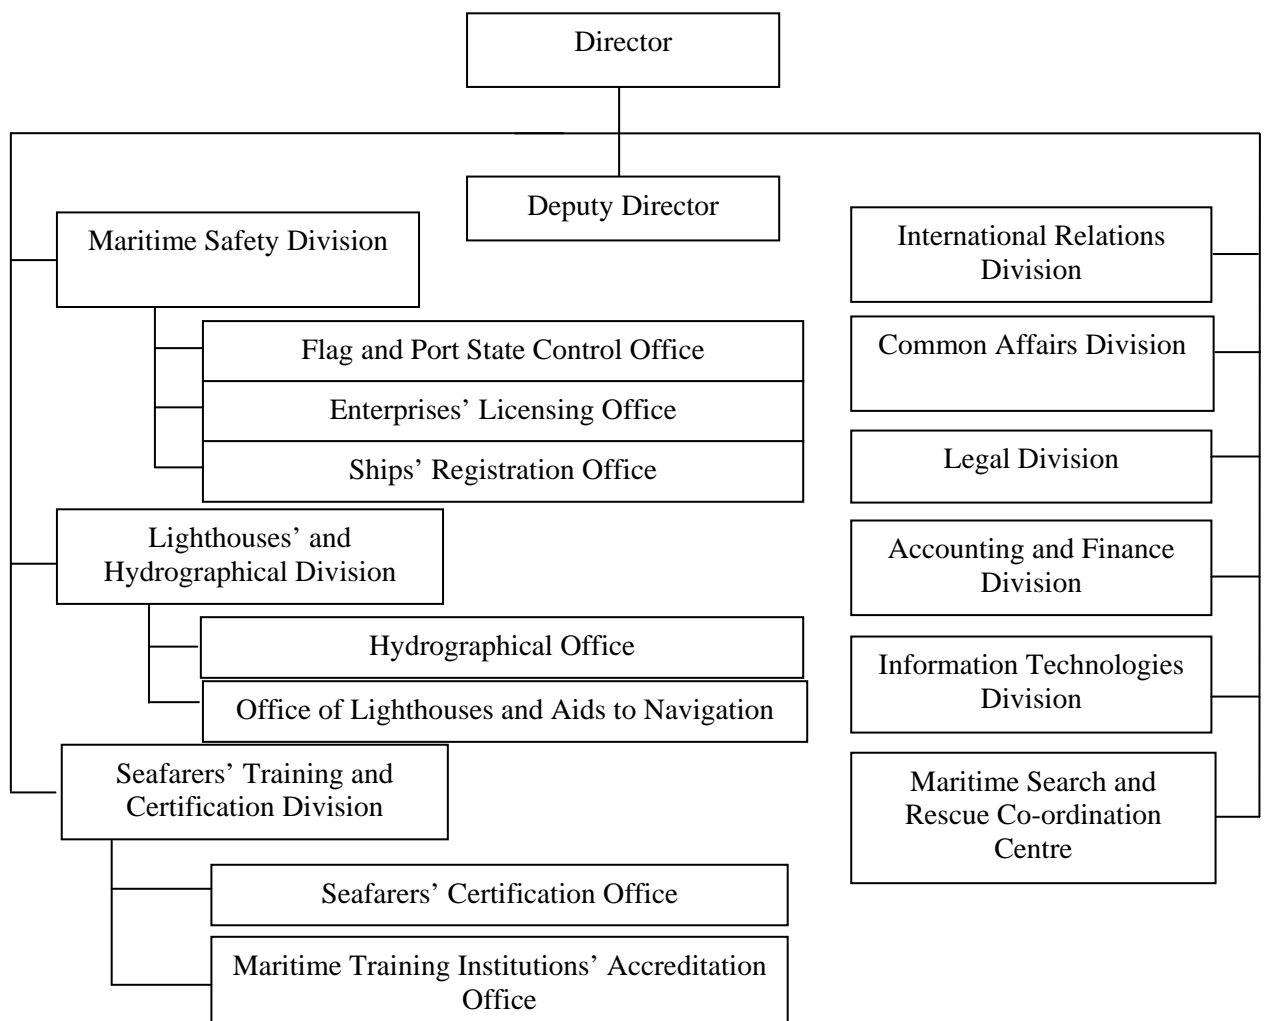 Director
Deputy Director
Maritime Safety Division
Flag and Port State Control Office
Enterprises’ Licensing Office
Ships’ Registration Office
Lighthouses’ and
Hydrographical Division
Hydrographical Office
Office of Lighthouses and Aids to Navigation
Seafarers’ Training and
Certification Division
Seafarers’ Certification Office
Maritime Training Institutions’ Accreditation
Office
International Relations
Division
Common Affairs Division
Legal Division
Accounting and Finance
Division
Information Technologies
Division
Maritime Search and
Rescue Co-ordination
Centre